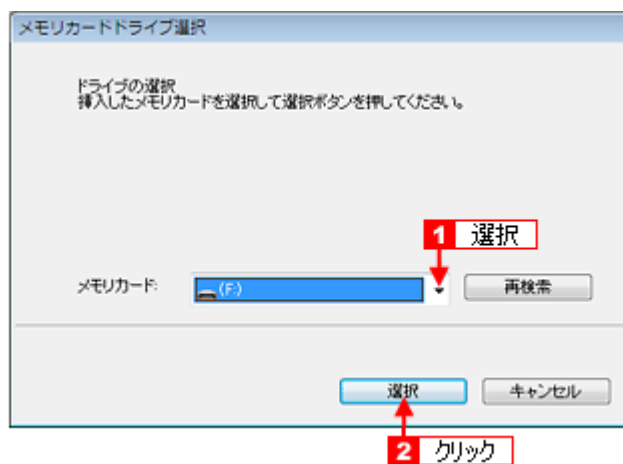 メモリカードドライブ選択
ドライブの選択
挿入したメモリカードを選択して選択ボタンを押してください。
1 選択
メモリカード: (F:) 再検索
選択 キャンセル
2 クリック